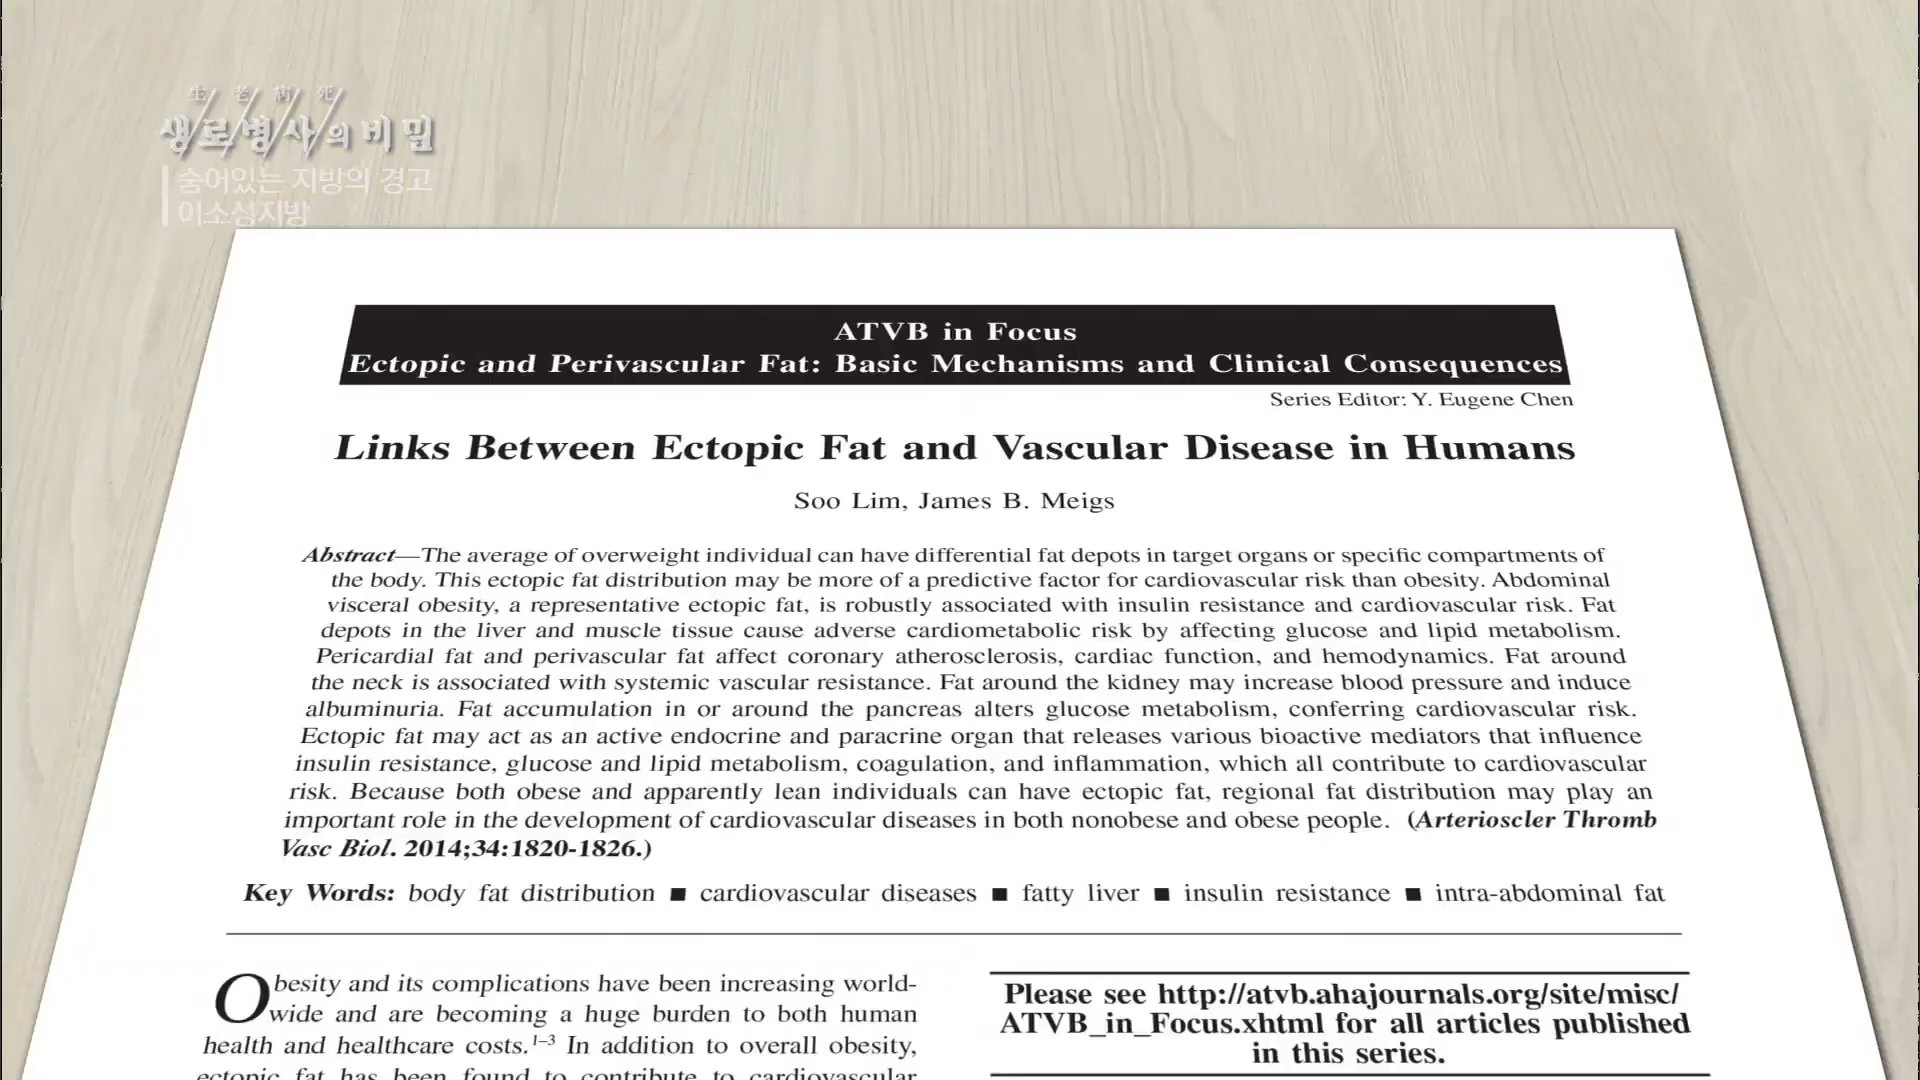 生 老 病 死
생로병사의 비밀
숨어있는 지방의 경고
이소성지방
ATVB in Focus
Ectopic and Perivascular Fat: Basic Mechanisms and Clinical Consequences
Series Editor: Y. Eugene Chen
Links Between Ectopic Fat and Vascular Disease in Humans
Soo Lim, James B. Meigs
Abstract—The average of overweight individual can have differential fat depots in target organs or specific compartments of
the body. This ectopic fat distribution may be more of a predictive factor for cardiovascular risk than obesity. Abdominal
visceral obesity, a representative ectopic fat, is robustly associated with insulin resistance and cardiovascular risk. Fat
depots in the liver and muscle tissue cause adverse cardiometabolic risk by affecting glucose and lipid metabolism.
Pericardial fat and perivascular fat affect coronary atherosclerosis, cardiac function, and hemodynamics. Fat around
the neck is associated with systemic vascular resistance. Fat around the kidney may increase blood pressure and induce
albuminuria. Fat accumulation in or around the pancreas alters glucose metabolism, conferring cardiovascular risk.
Ectopic fat may act as an active endocrine and paracrine organ that releases various bioactive mediators that influence
insulin resistance, glucose and lipid metabolism, coagulation, and inflammation, which all contribute to cardiovascular
risk. Because both obese and apparently lean individuals can have ectopic fat, regional fat distribution may play an
important role in the development of cardiovascular diseases in both nonobese and obese people. (Arterioscler Thromb
Vasc Biol. 2014;34:1820-1826.)
Key Words: body fat distribution ■ cardiovascular diseases ■ fatty liver ■ insulin resistance ■ intra-abdominal fat
Obesity and its complications have been increasing world-
wide and are becoming a huge burden to both human
health and healthcare costs.1–3 In addition to overall obesity,
ectopic fat has been found to contribute to cardiovascular
Please see http://atvb.ahajournals.org/site/misc/
ATVB_in_Focus.xhtml for all articles published
in this series.